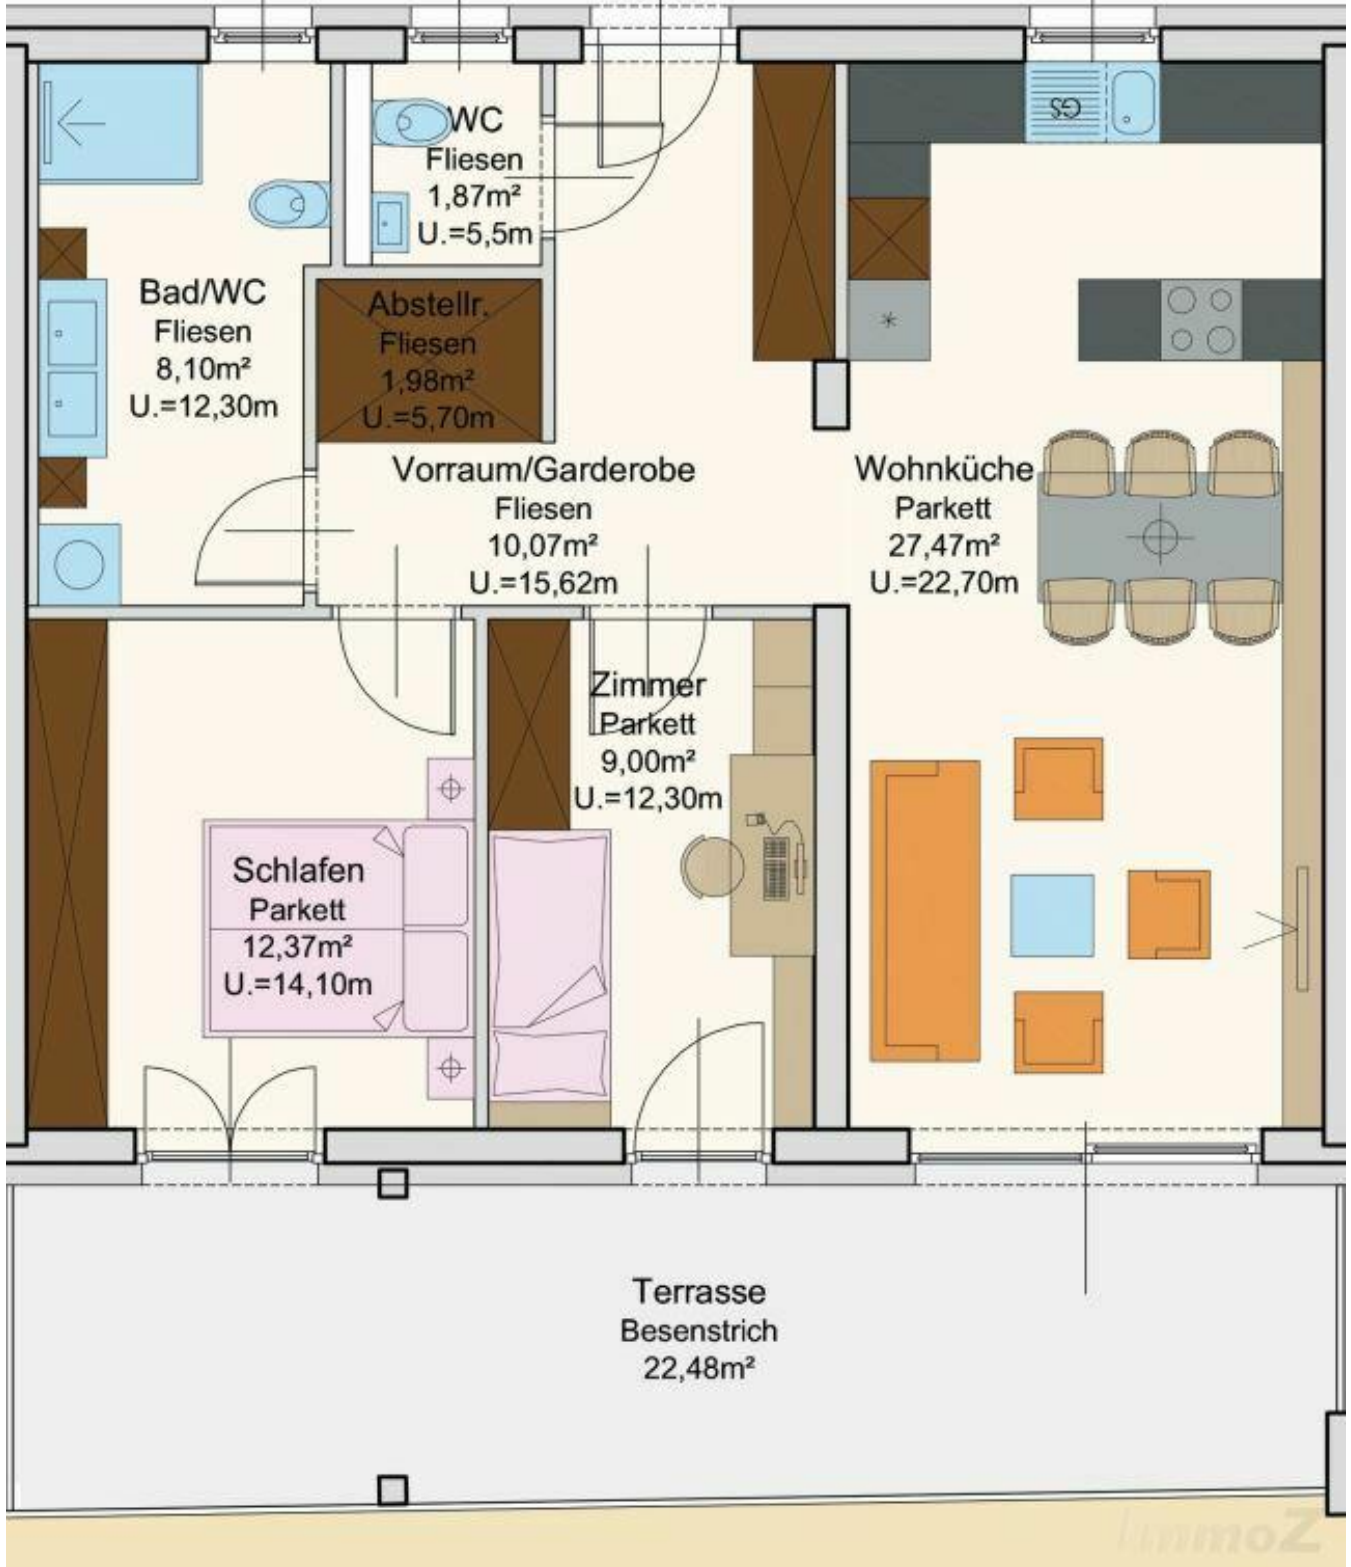 WC
Fliesen
1,87m²
U.=5,5m
GS
Bad/WC
Fliesen
8,10m²
U.=12,30m
Abstellr.
Fliesen
1,98m²
U.=5,70m
*
Vorraum/Garderobe
Fliesen
10,07m²
U.=15,62m
Wohnküche
Parkett
27,47m²
U.=22,70m
Zimmer
Parkett
9,00m²
U.=12,30m
Schlafen
Parkett
12,37m²
U.=14,10m
Terrasse
Besenstrich
22,48m²
ImmoZ